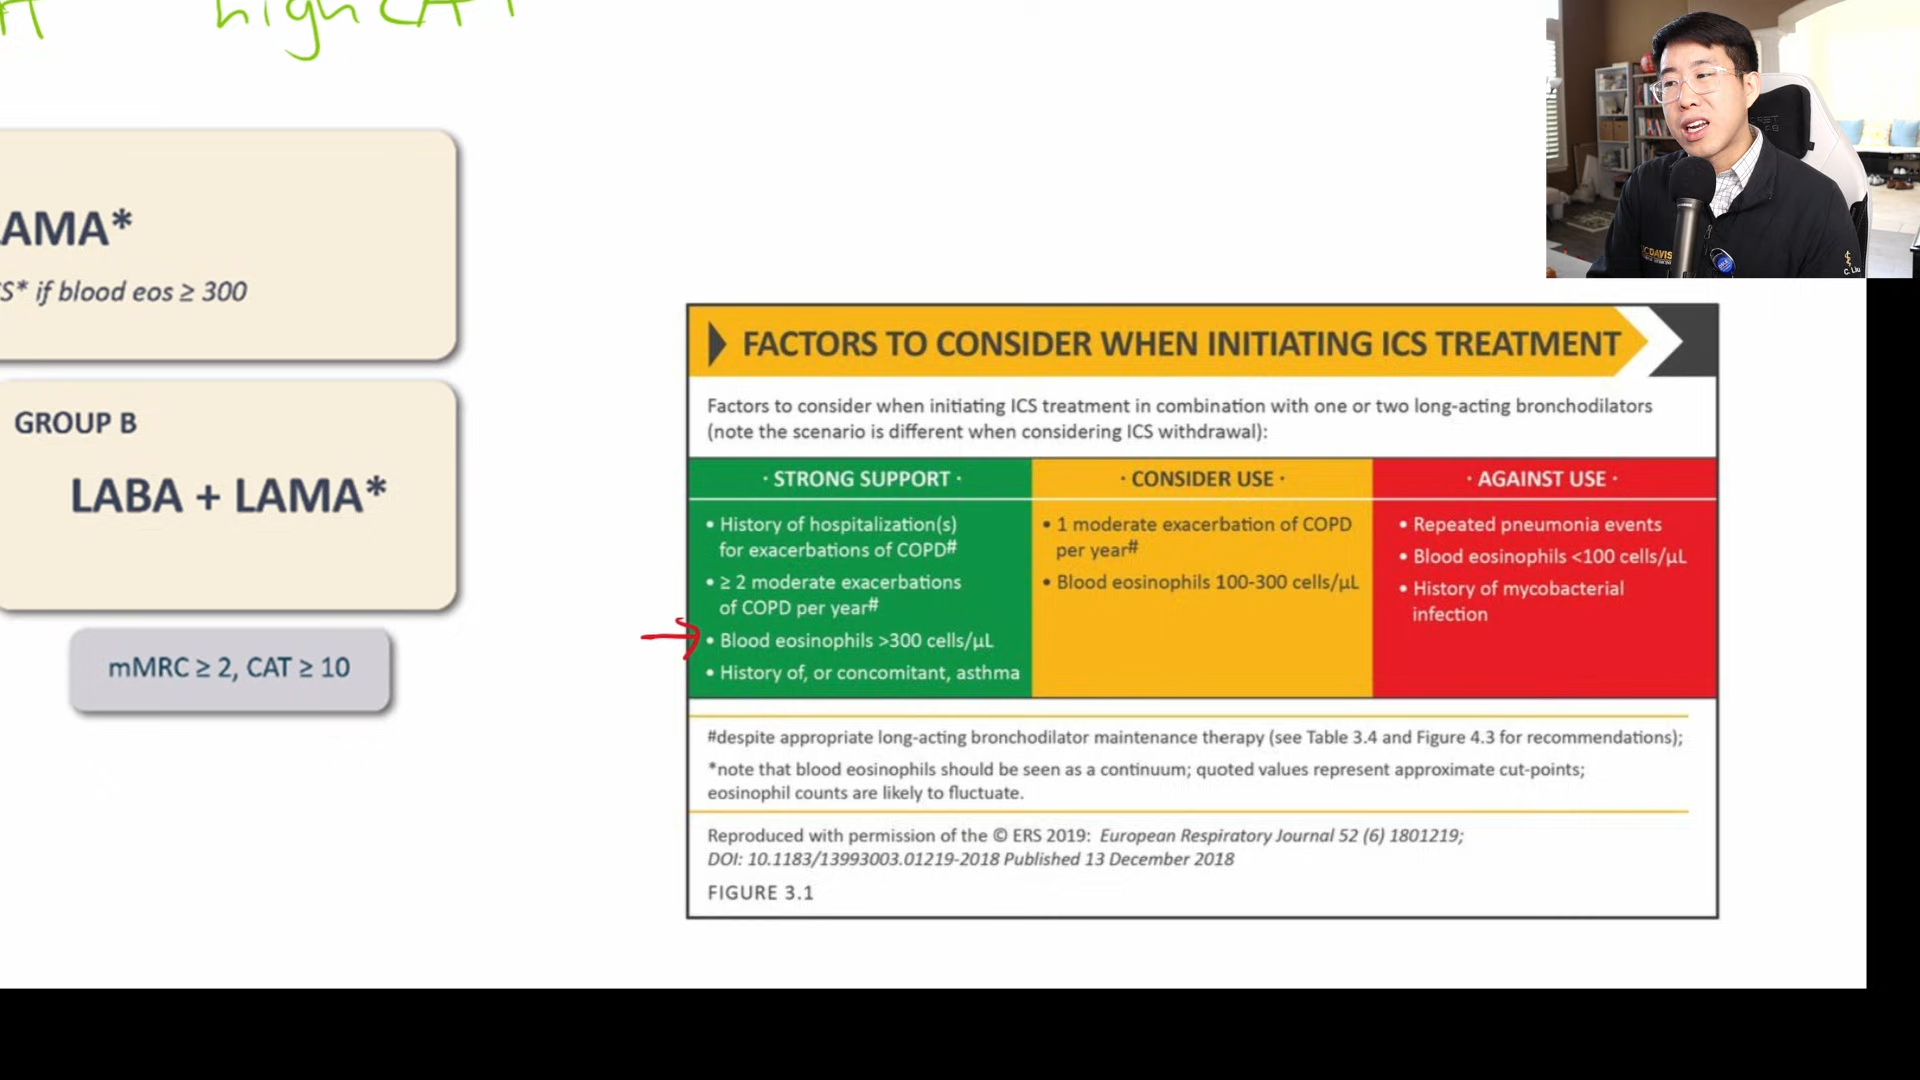 high CAT
AMA*
S* if blood eos ≥ 300
GROUP B
LABA + LAMA*
mMRC ≥ 2, CAT ≥ 10
FACTORS TO CONSIDER WHEN INITIATING ICS TREATMENT
Factors to consider when initiating ICS treatment in combination with one or two long-acting bronchodilators
(note the scenario is different when considering ICS withdrawal):
· STRONG SUPPORT ·
• History of hospitalization(s)
for exacerbations of COPD#
• ≥ 2 moderate exacerbations
of COPD per year#
• Blood eosinophils >300 cells/µL
• History of, or concomitant, asthma
· CONSIDER USE ·
• 1 moderate exacerbation of COPD
per year#
• Blood eosinophils 100-300 cells/µL
· AGAINST USE ·
• Repeated pneumonia events
• Blood eosinophils <100 cells/µL
• History of mycobacterial
infection
#despite appropriate long-acting bronchodilator maintenance therapy (see Table 3.4 and Figure 4.3 for recommendations);
*note that blood eosinophils should be seen as a continuum; quoted values represent approximate cut-points;
eosinophil counts are likely to fluctuate.
Reproduced with permission of the © ERS 2019: European Respiratory Journal 52 (6) 1801219;
DOI: 10.1183/13993003.01219-2018 Published 13 December 2018
FIGURE 3.1
UC DAVIS
C. Liu